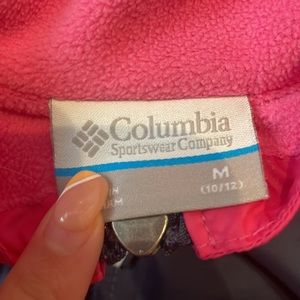 Columbia
Sportswear Company
M
(10/12)